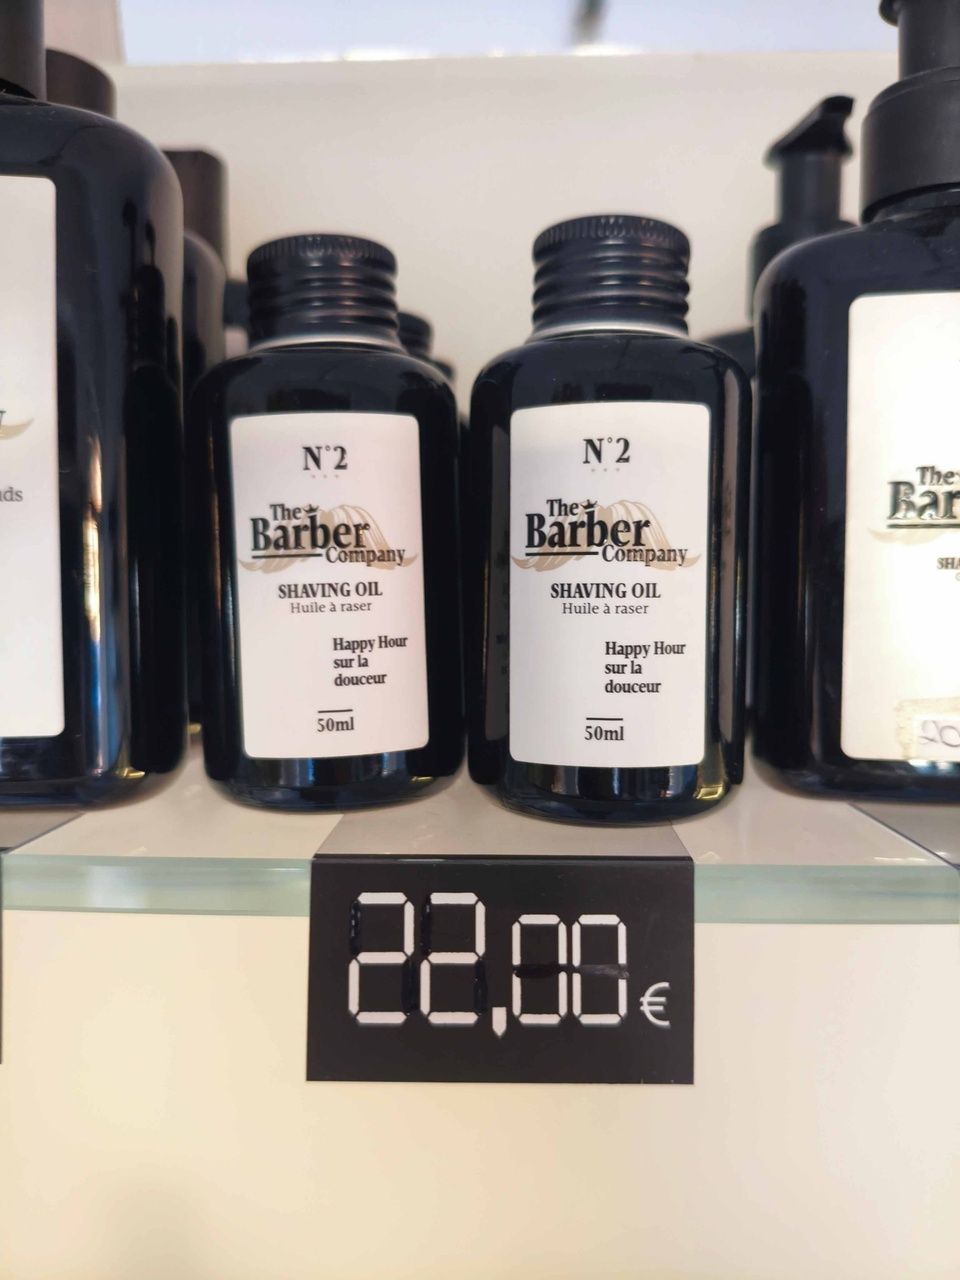 N°2
The
Barber
Company
SHAVING OIL
Huile à raser
Happy Hour
sur la
douceur
50ml
N°2
The
Barber
Company
SHAVING OIL
Huile à raser
Happy Hour
sur la
douceur
50ml
The
Bar
22,00€